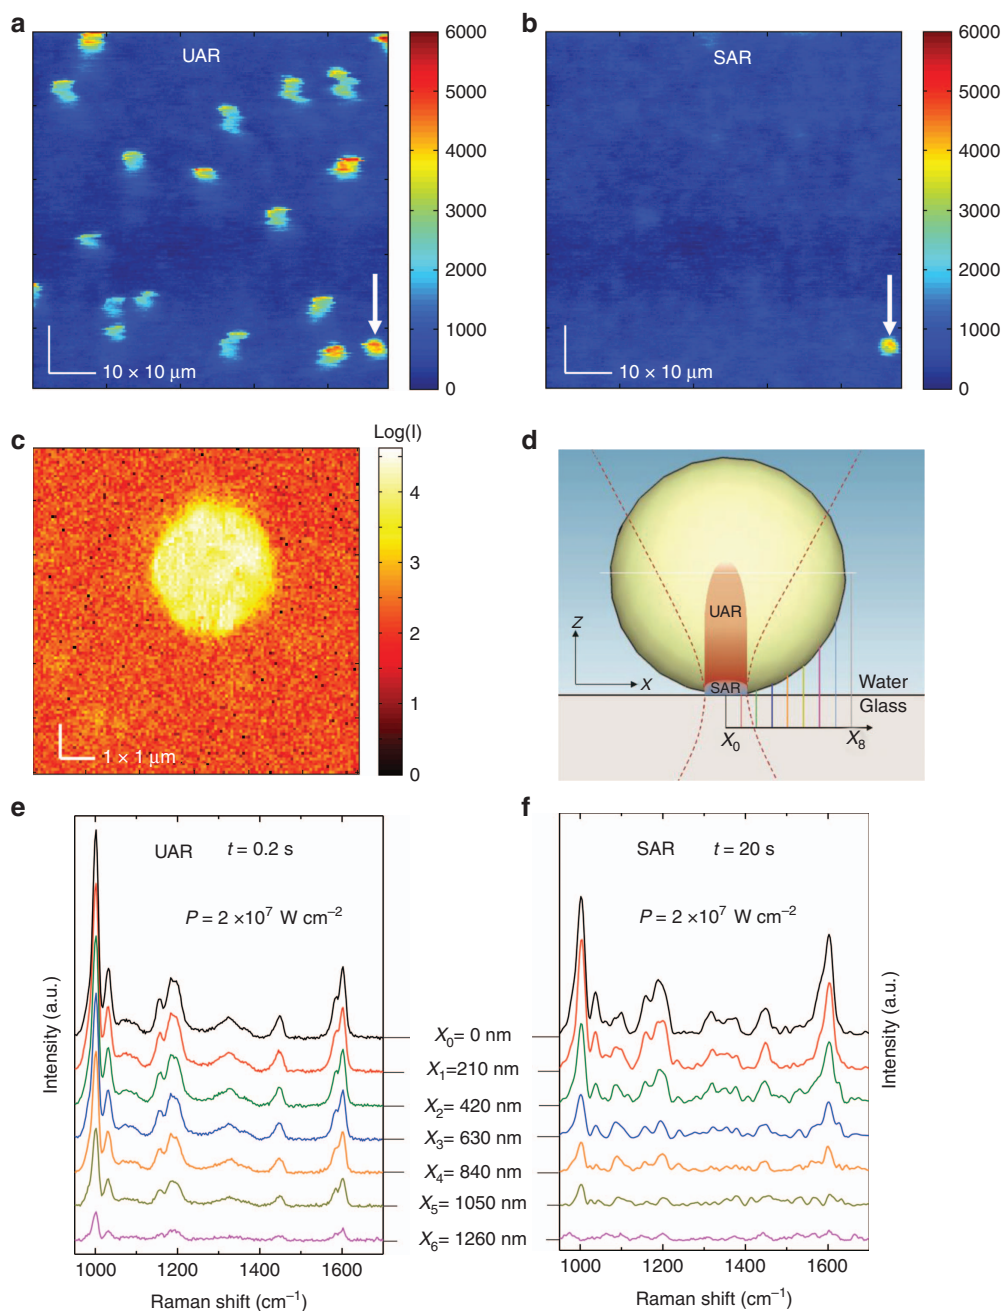 a
UAR
10 × 10 μm
6000
5000
4000
3000
2000
1000
0
b
SAR
10 × 10 μm
6000
5000
4000
3000
2000
1000
0
c
Log(I)
4
3
2
1
0
1 × 1 μm
d
UAR
SAR
Z
X
Water
Glass
X0
X8
e
UAR t = 0.2 s
P = 2 ×10⁷ W cm⁻²
Intensity (a.u.)
1000 1200 1400 1600
Raman shift (cm⁻¹)
X0= 0 nm
X1=210 nm
X2= 420 nm
X3= 630 nm
X4= 840 nm
X5= 1050 nm
X6= 1260 nm
f
SAR t = 20 s
P = 2 ×10⁷ W cm⁻²
Intensity (a.u.)
1000 1200 1400 1600
Raman shift (cm⁻¹)